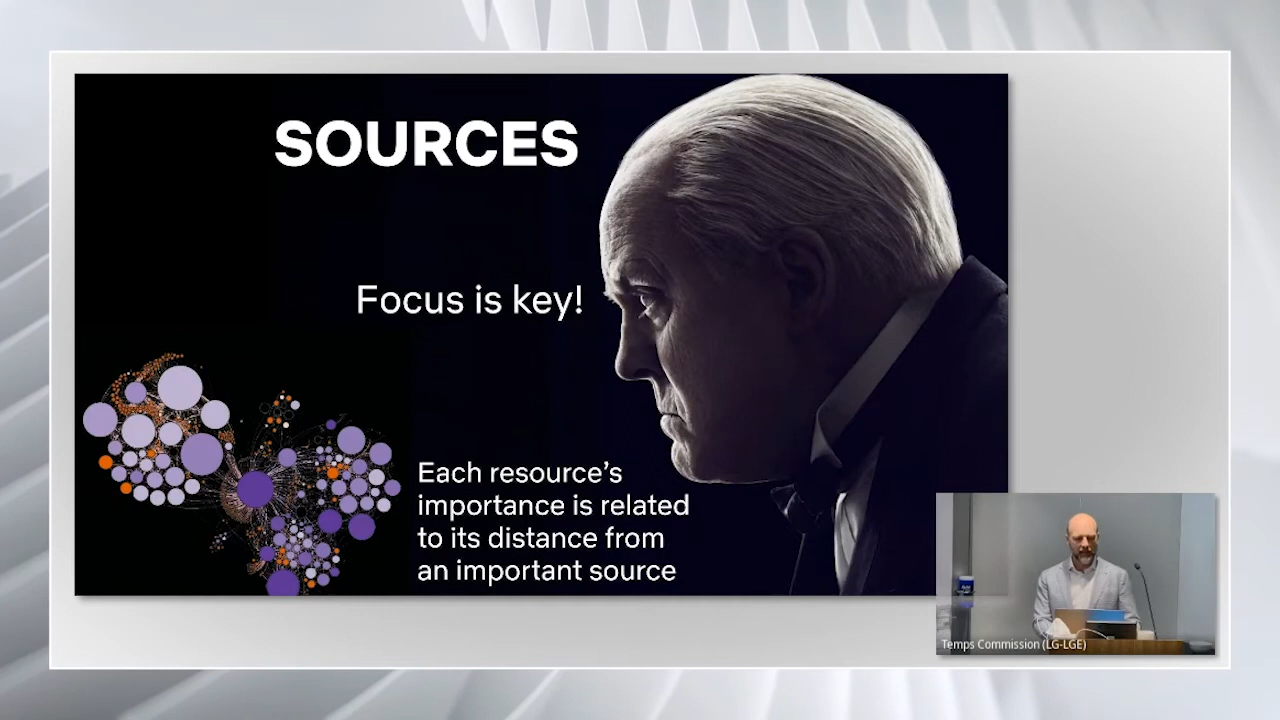 SOURCES
Focus is key!
Each resource's
importance is related
to its distance from
an important source
Temps Commission (LG-LGE)